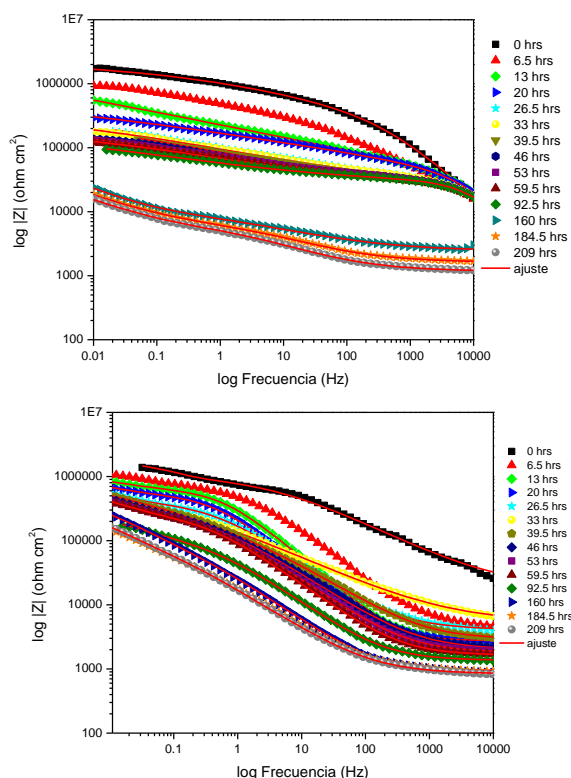 1E7
1000000
100000
10000
1000
100
log |Z| (ohm cm²)
0.01 0.1 1 10 100 1000 10000
log Frecuencia (Hz)
0 hrs
6.5 hrs
13 hrs
20 hrs
26.5 hrs
33 hrs
39.5 hrs
46 hrs
53 hrs
59.5 hrs
92.5 hrs
160 hrs
184.5 hrs
209 hrs
ajuste
1E7
1000000
100000
10000
1000
100
log |Z| (ohm cm²)
0.1 1 10 100 1000 10000
log Frecuencia (Hz)
0 hrs
6.5 hrs
13 hrs
20 hrs
26.5 hrs
33 hrs
39.5 hrs
46 hrs
53 hrs
59.5 hrs
92.5 hrs
160 hrs
184.5 hrs
209 hrs
ajuste